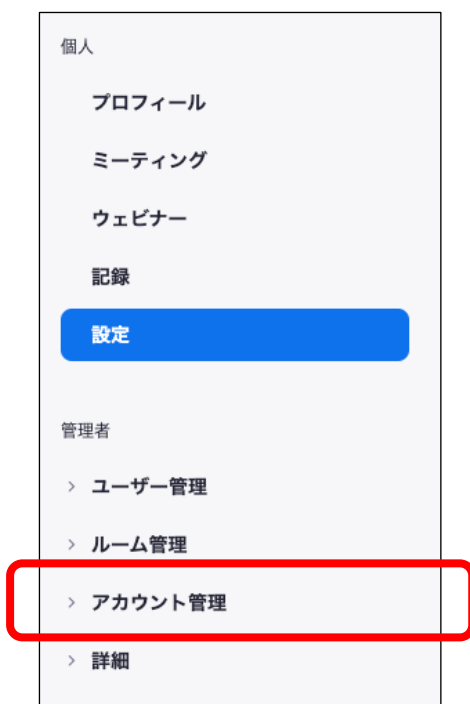 個人
プロフィール
ミーティング
ウェビナー
記録
設定
管理者
> ユーザー管理
> ルーム管理
> アカウント管理
> 詳細